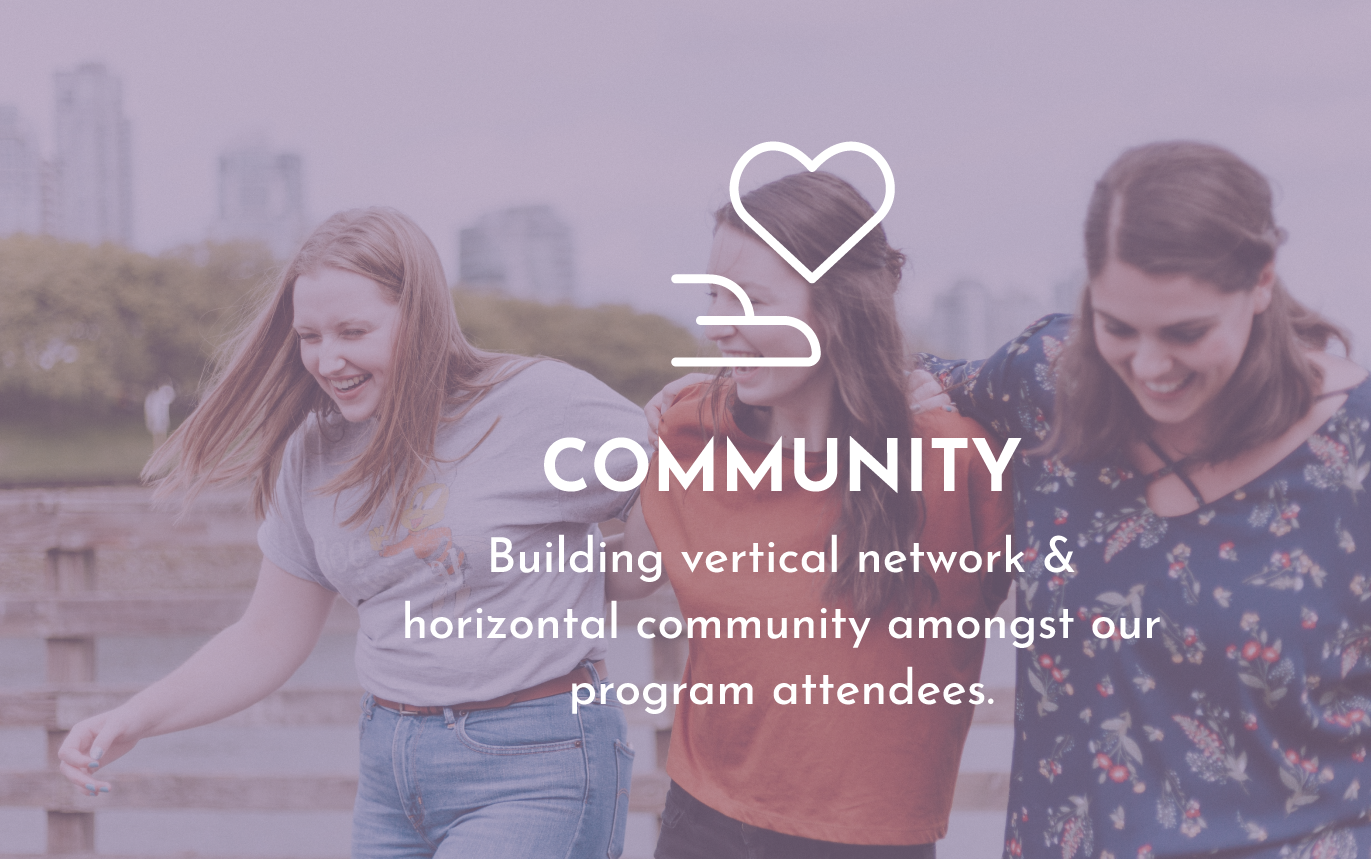 COMMUNITY
Building vertical network &
horizontal community amongst our
program attendees.